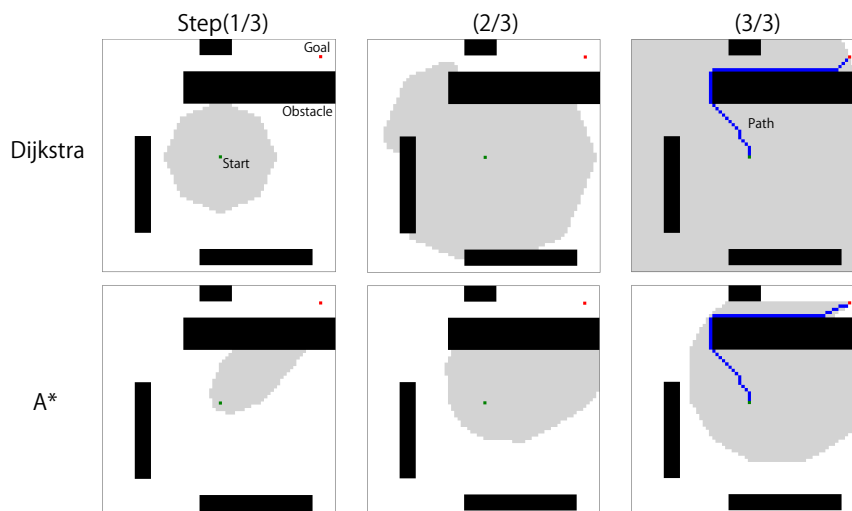 Step(1/3) (2/3) (3/3)
Goal
Obstacle
Dijkstra
Start
Path
A*